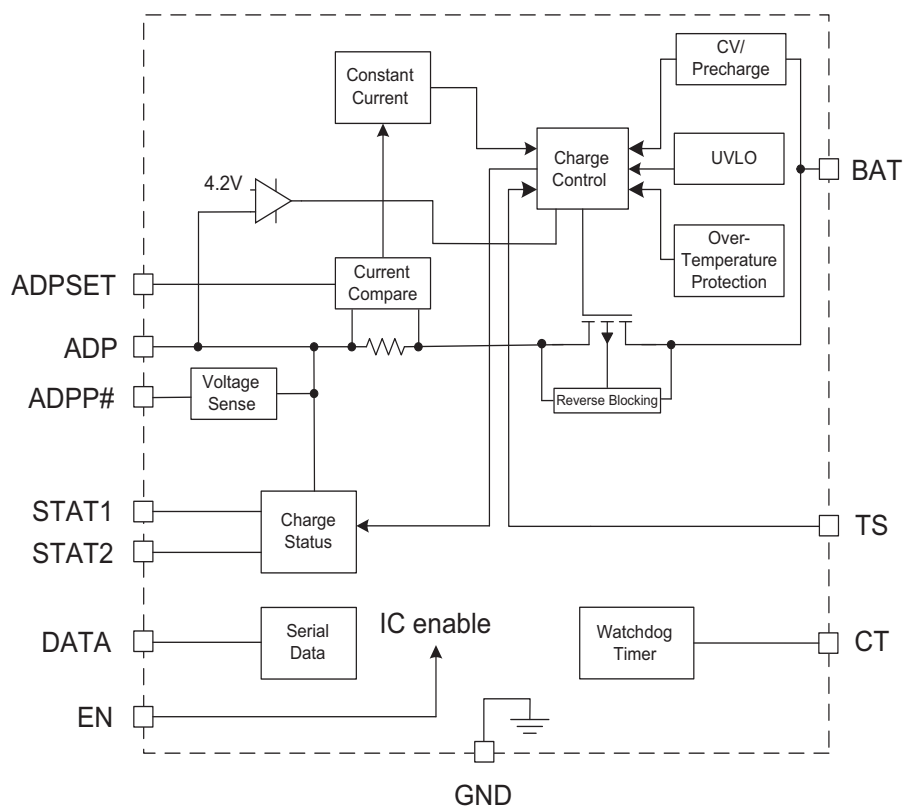 Constant
Current
CV/
Precharge
Charge
Control
UVLO
BAT
4.2V
Over-
Temperature
Protection
ADPSET
Current
Compare
ADP
ADPP#
Voltage
Sense
Reverse Blocking
STAT1
STAT2
Charge
Status
TS
DATA
Serial
Data
IC enable
Watchdog
Timer
CT
EN
GND